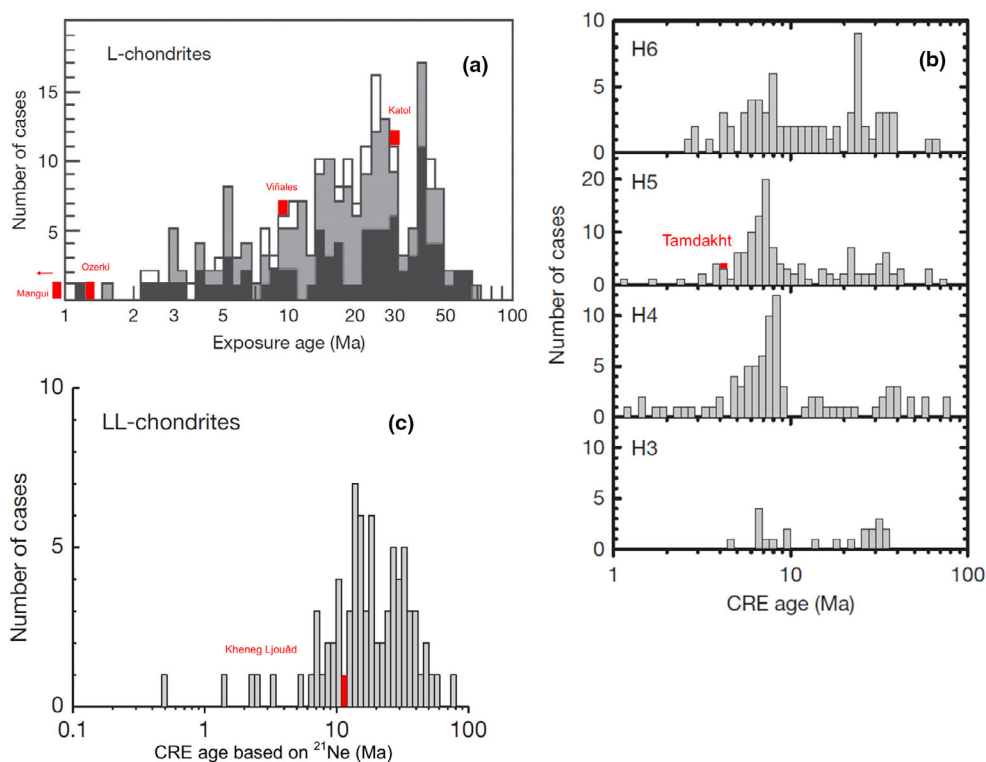 L-chondrites
(a)
Number of cases
15
10
5
Mangui
Ozerki
Viñales
Katol
1
2
3
5
10
20
30
50
100
Exposure age (Ma)
(b)
Number of cases
H6
10
5
0
H5
Tamdakht
20
10
0
H4
10
5
0
H3
10
5
0
1
10
100
CRE age (Ma)
LL-chondrites
(c)
Number of cases
10
5
0
Kheneg Ljouâd
0.1
1
10
100
CRE age based on ²¹Ne (Ma)